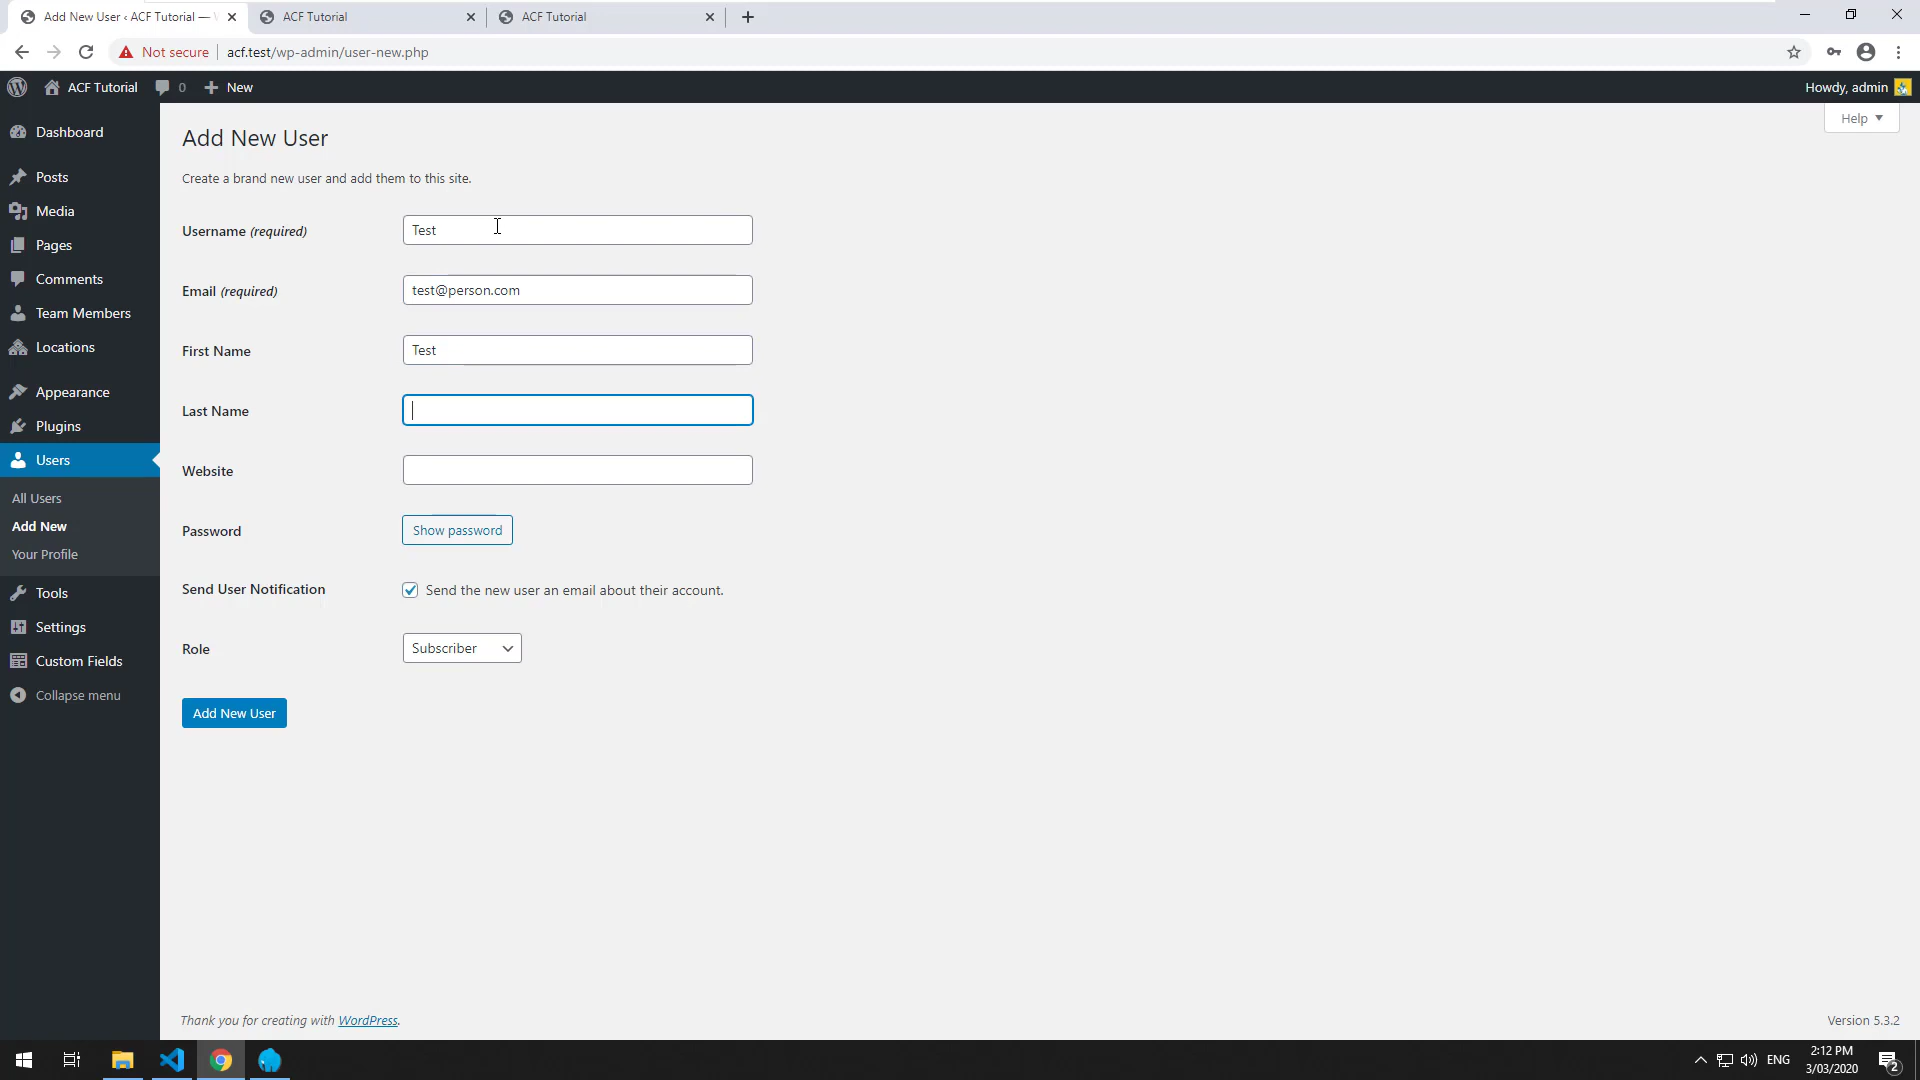 Add New User ‹ ACF Tutorial —
ACF Tutorial
ACF Tutorial
Not secure
acf.test/wp-admin/user-new.php
ACF Tutorial
0
New
Howdy, admin
Help
Dashboard
Posts
Media
Pages
Comments
Team Members
Locations
Appearance
Plugins
Users
All Users
Add New
Your Profile
Tools
Settings
Custom Fields
Collapse menu
Add New User
Create a brand new user and add them to this site.
Username (required)
Test
Email (required)
test@person.com
First Name
Test
Last Name
Website
Password
Show password
Send User Notification
Send the new user an email about their account.
Role
Subscriber
Add New User
Thank you for creating with WordPress.
Version 5.3.2
ENG
2:12 PM
3/03/2020
2